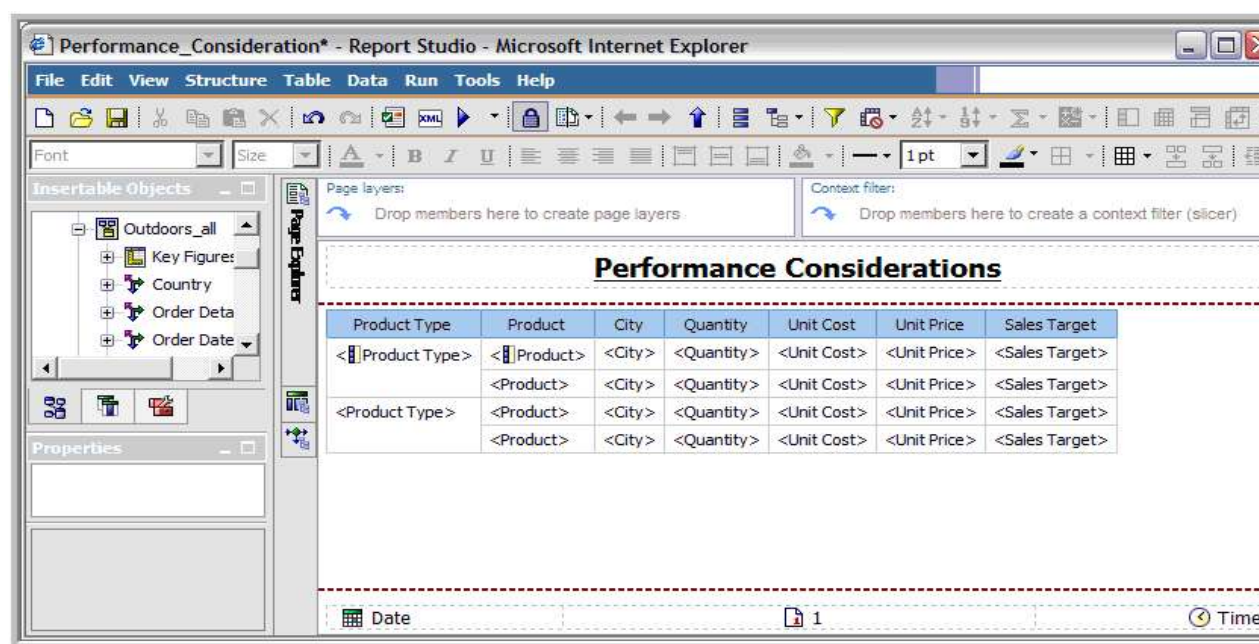 Performance_Consideration* - Report Studio - Microsoft Internet Explorer
File Edit View Structure Table Data Run Tools Help
XML
Font Size B I U 1 pt
Insertable Objects
Outdoors_all
Key Figures
Country
Order Deta
Order Date
Properties
Page Explorer
Page layers:
Drop members here to create page layers
Context filter:
Drop members here to create a context filter (slicer)
Performance Considerations
Product Type Product City Quantity Unit Cost Unit Price Sales Target
<Product Type> <Product> <City> <Quantity> <Unit Cost> <Unit Price> <Sales Target>
<Product> <City> <Quantity> <Unit Cost> <Unit Price> <Sales Target>
<Product Type> <Product> <City> <Quantity> <Unit Cost> <Unit Price> <Sales Target>
<Product> <City> <Quantity> <Unit Cost> <Unit Price> <Sales Target>
Date 1 Time